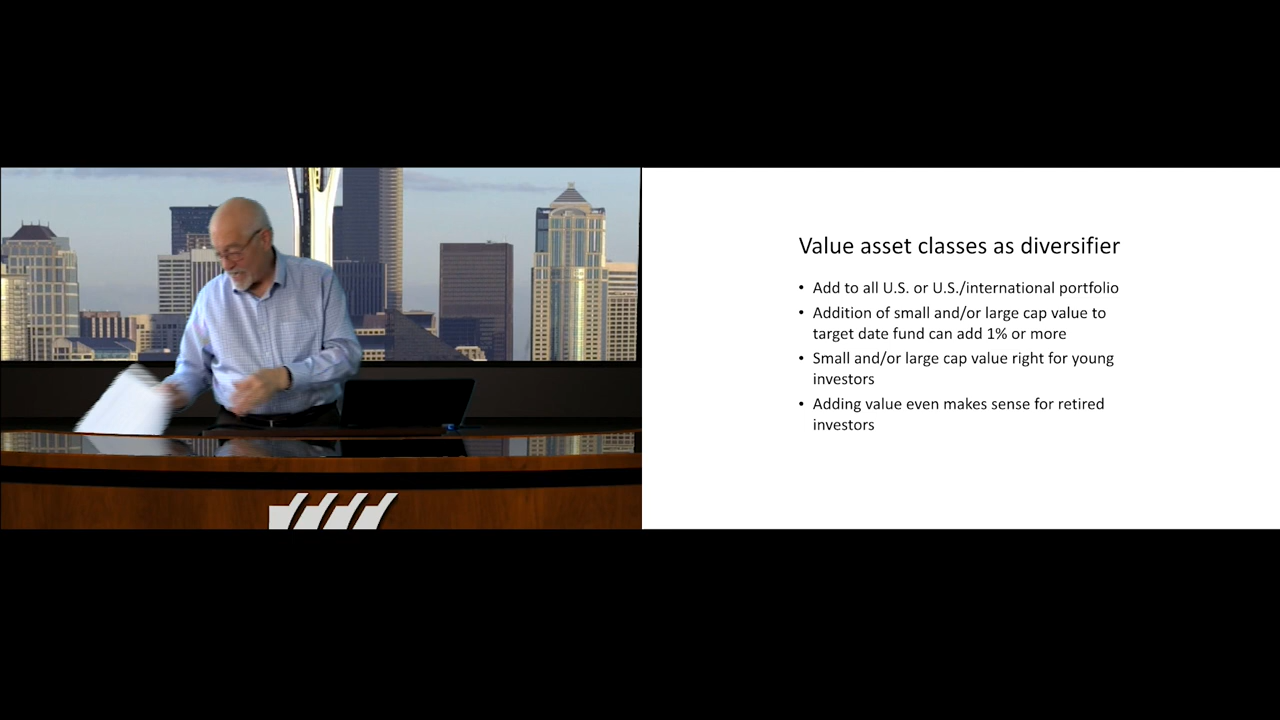 Value asset classes as diversifier
• Add to all U.S. or U.S./international portfolio
• Addition of small and/or large cap value to
target date fund can add 1% or more
• Small and/or large cap value right for young
investors
• Adding value even makes sense for retired
investors